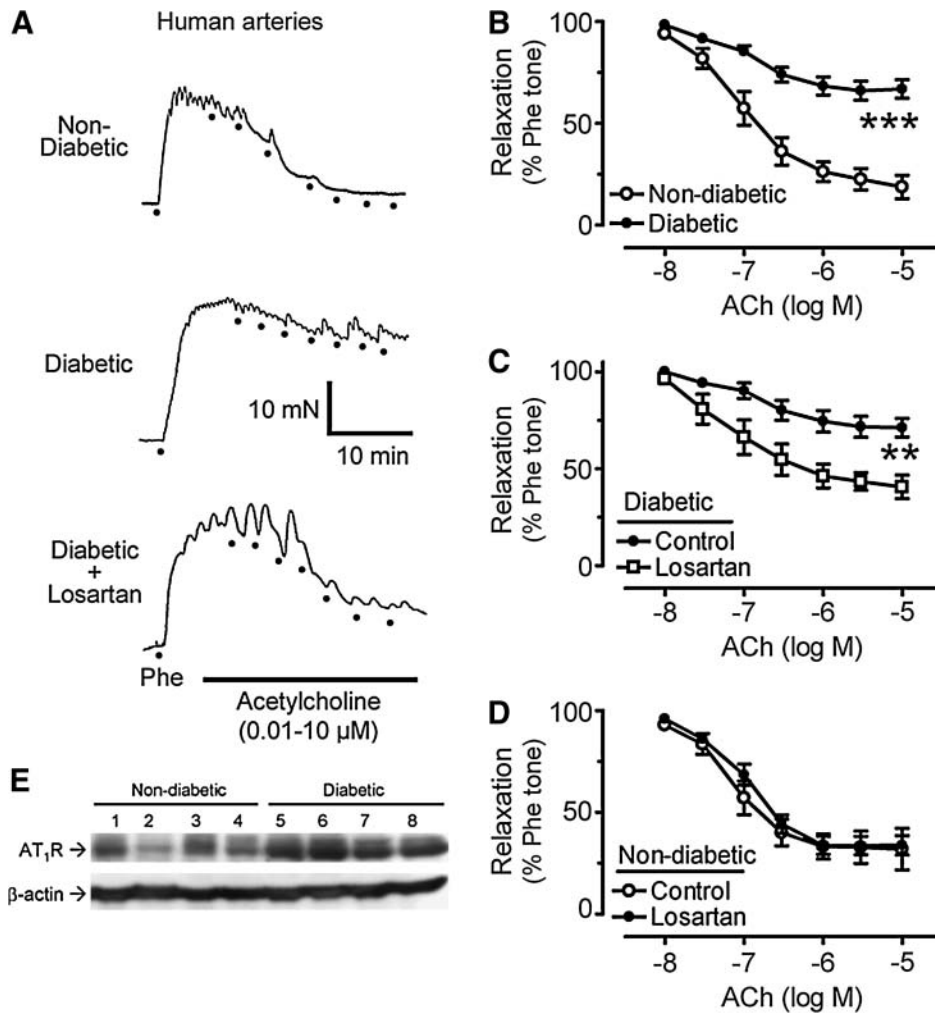 A
Human arteries
Non-
Diabetic
Diabetic
10 mN
10 min
Diabetic
+
Losartan
Phe
Acetylcholine
(0.01-10 µM)
B
Relaxation
(% Phe tone)
100
50
0
Non-diabetic
Diabetic
***
-8 -7 -6 -5
ACh (log M)
C
Relaxation
(% Phe tone)
100
50
0
Diabetic
Control
Losartan
**
-8 -7 -6 -5
ACh (log M)
D
Relaxation
(% Phe tone)
100
50
0
Non-diabetic
Control
Losartan
-8 -7 -6 -5
ACh (log M)
E
Non-diabetic Diabetic
1 2 3 4 5 6 7 8
AT₁R →
β-actin →